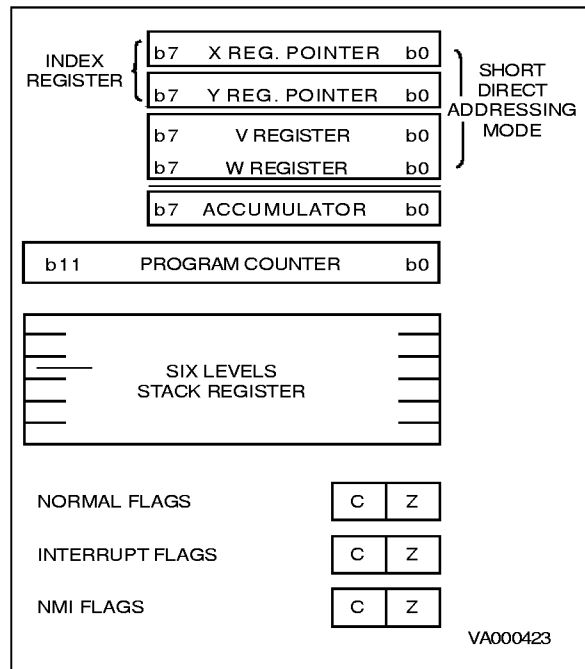 INDEX
REGISTER
b7 X REG. POINTER b0
b7 Y REG. POINTER b0
b7 V REGISTER b0
b7 W REGISTER b0
SHORT
DIRECT
ADDRESSING
MODE
b7 ACCUMULATOR b0
b11 PROGRAM COUNTER b0
SIX LEVELS
STACK REGISTER
NORMAL FLAGS C Z
INTERRUPT FLAGS C Z
NMI FLAGS C Z
VA000423